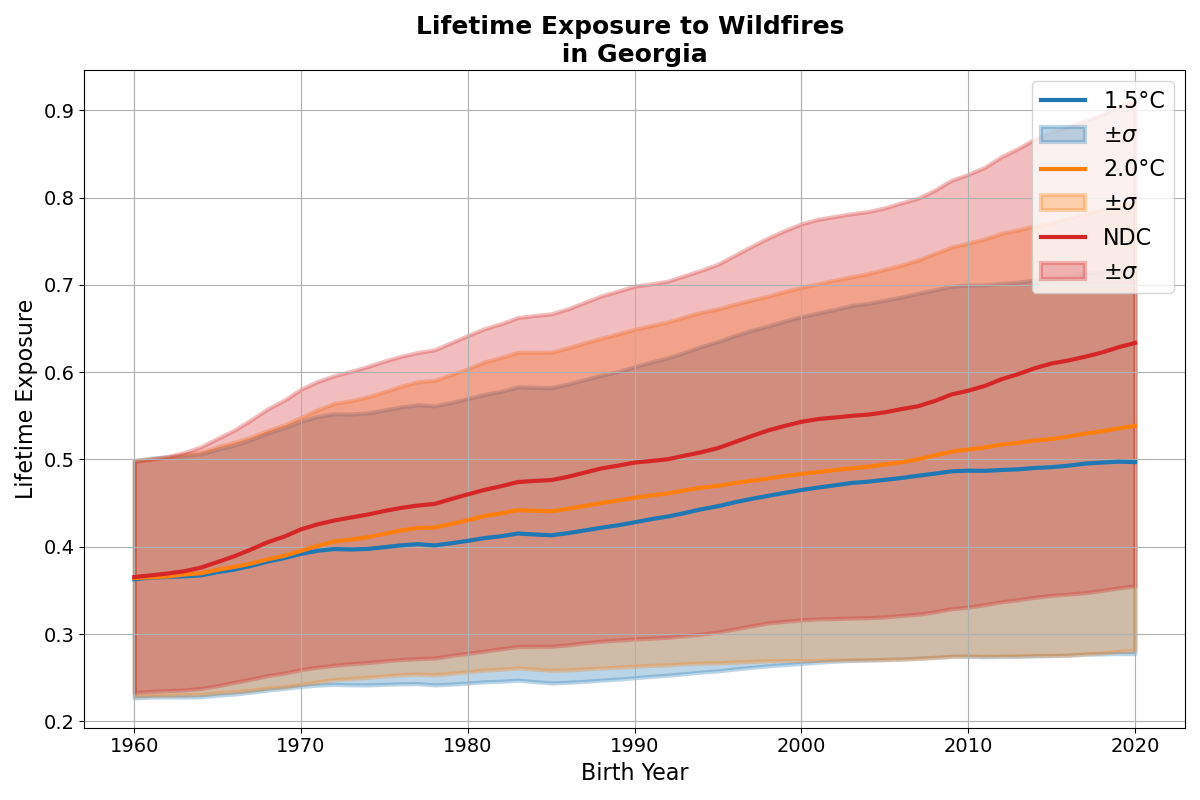 Lifetime Exposure to Wildfires
in Georgia
Lifetime Exposure
0.9
0.8
0.7
0.6
0.5
0.4
0.3
0.2
1.5°C
±σ
2.0°C
±σ
NDC
±σ
1960 1970 1980 1990 2000 2010 2020
Birth Year